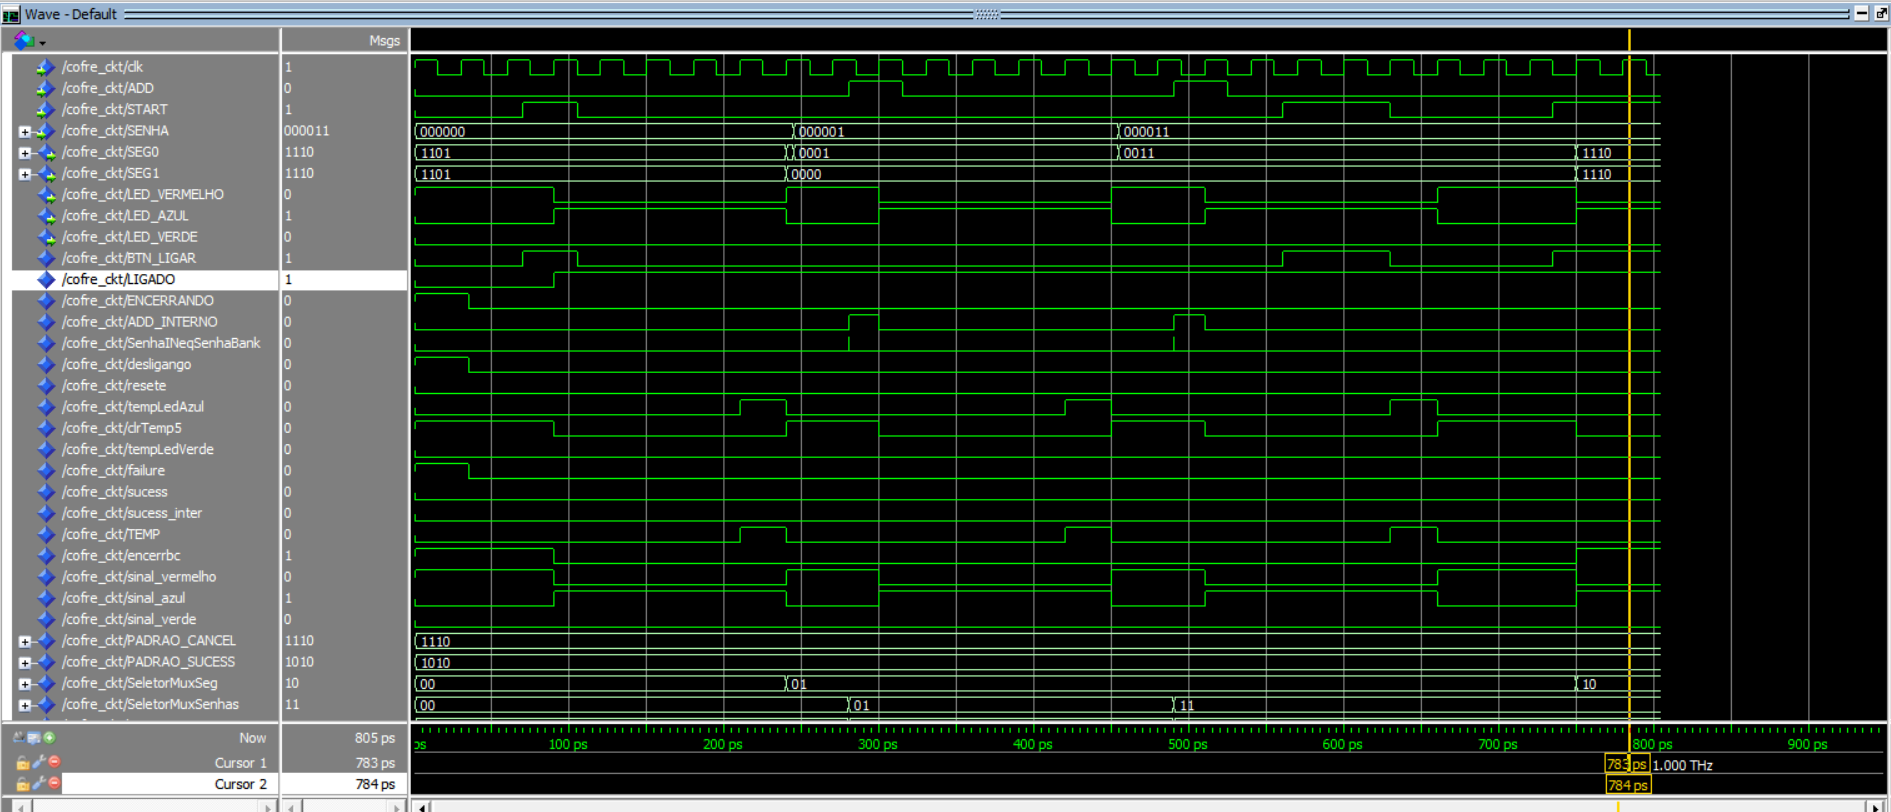 Wave - Default
Msgs
/cofre_ckt/clk 1
/cofre_ckt/ADD 0
/cofre_ckt/START 1
/cofre_ckt/SENHA 000011 000000 000001 000011
/cofre_ckt/SEG0 1110 1101 0001 0011 1110
/cofre_ckt/SEG1 1110 1101 0000 1110
/cofre_ckt/LED_VERMELHO 0
/cofre_ckt/LED_AZUL 1
/cofre_ckt/LED_VERDE 0
/cofre_ckt/BTN_LIGAR 1
/cofre_ckt/LIGADO 1
/cofre_ckt/ENCERRANDO 0
/cofre_ckt/ADD_INTERNO 0
/cofre_ckt/SenhaINeqSenhaBank 0
/cofre_ckt/desligango 0
/cofre_ckt/resete 0
/cofre_ckt/tempLedAzul 0
/cofre_ckt/clrTemp5 0
/cofre_ckt/tempLedVerde 0
/cofre_ckt/failure 0
/cofre_ckt/sucess 0
/cofre_ckt/sucess_inter 0
/cofre_ckt/TEMP 0
/cofre_ckt/encerrbc 1
/cofre_ckt/sinal_vermelho 0
/cofre_ckt/sinal_azul 1
/cofre_ckt/sinal_verde 0
/cofre_ckt/PADRAO_CANCEL 1110 1110
/cofre_ckt/PADRAO_SUCESS 1010 1010
/cofre_ckt/SeletorMuxSeg 10 00 01 10
/cofre_ckt/SeletorMuxSenhas 11 00 01 11
Now 805 ps ps 100 ps 200 ps 300 ps 400 ps 500 ps 600 ps 700 ps 800 ps 900 ps
Cursor 1 783 ps 783 ps 1.000 THz
Cursor 2 784 ps 784 ps